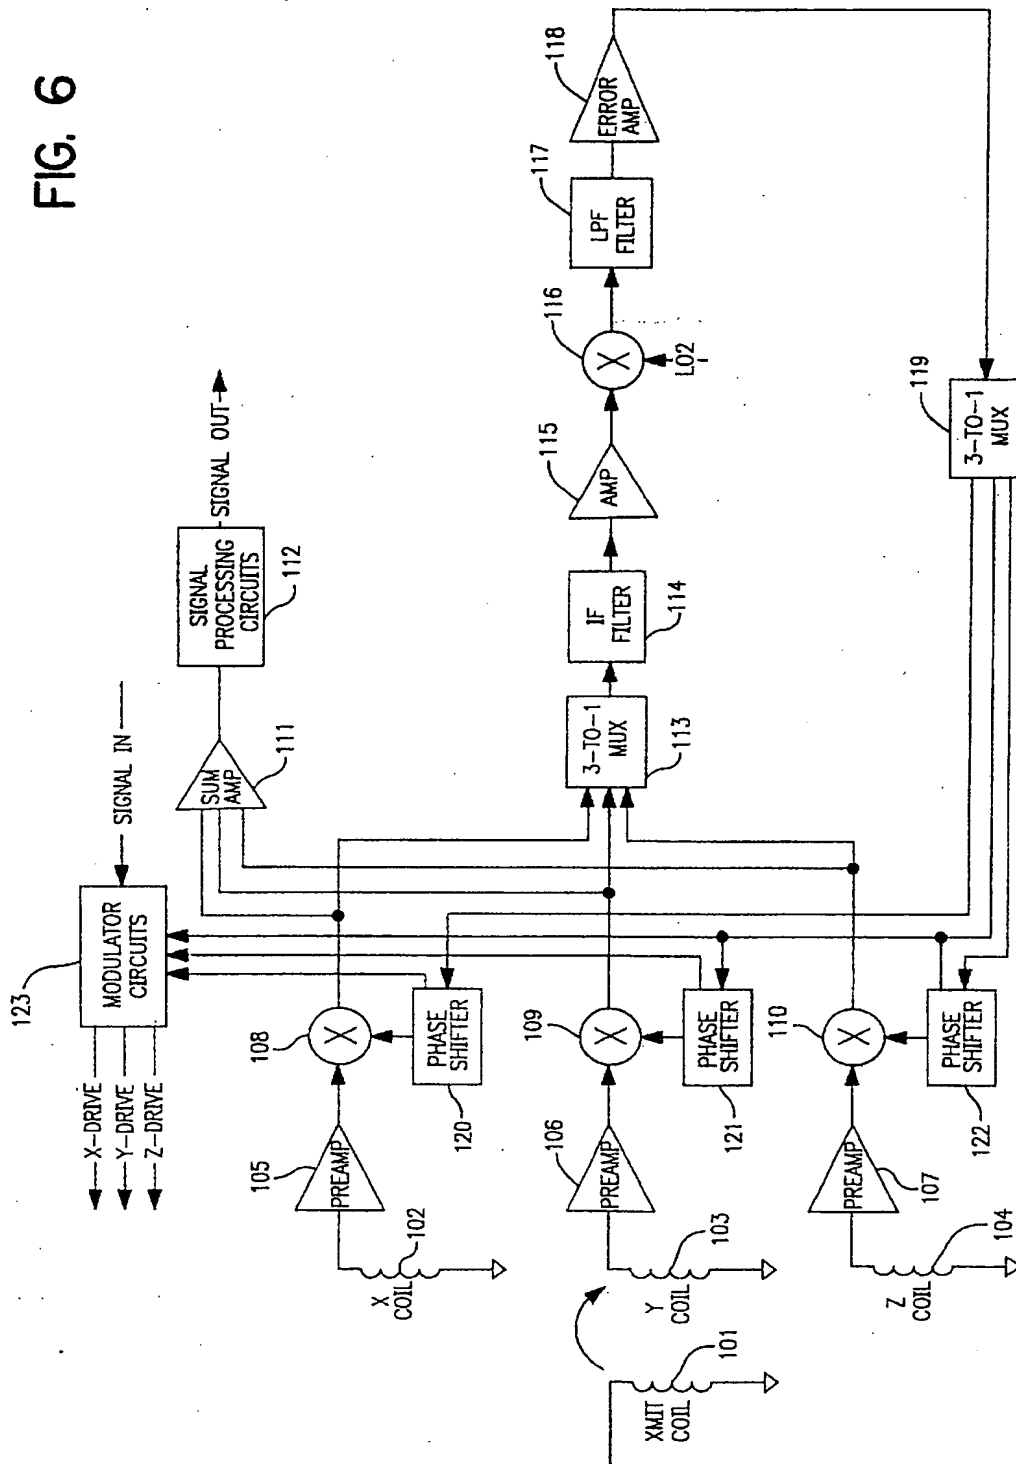 FIG. 6
123
MODULATOR
CIRCUITS
SIGNAL IN
X-DRIVE
Y-DRIVE
Z-DRIVE
SUM
AMP
111
SIGNAL
PROCESSING
CIRCUITS
112
SIGNAL OUT
X
COIL
102
105
PREAMP
108
X
PHASE
SHIFTER
120
XMIT
COIL
101
Y
COIL
103
106
PREAMP
109
X
PHASE
SHIFTER
121
3-TO-1
MUX
113
IF
FILTER
114
AMP
115
X
116
LO2
LPF
FILTER
117
ERROR
AMP
118
Z
COIL
104
PREAMP
107
110
X
PHASE
SHIFTER
122
3-TO-1
MUX
119